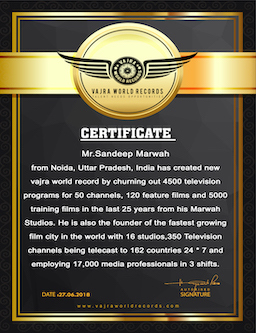 VAJRA
WORLD RECORDS
VAJRA WORLD RECORDS
TALENT NEEDS OPPORTUNITIES
CERTIFICATE
Mr.Sandeep Marwah
from Noida, Uttar Pradesh, India has created new
vajra world record by churning out 4500 television
programs for 50 channels, 120 feature films and 5000
training films in the last 25 years from his Marwah
Studios. He is also the founder of the fastest growing
film city in the world with 16 studios,350 Television
channels being telecast to 162 countries 24 * 7 and
employing 17,000 media professionals in 3 shifts.
DATE :27.06.2018
AUTHORISED
SIGNATURE
www.vajraworldrecords.com